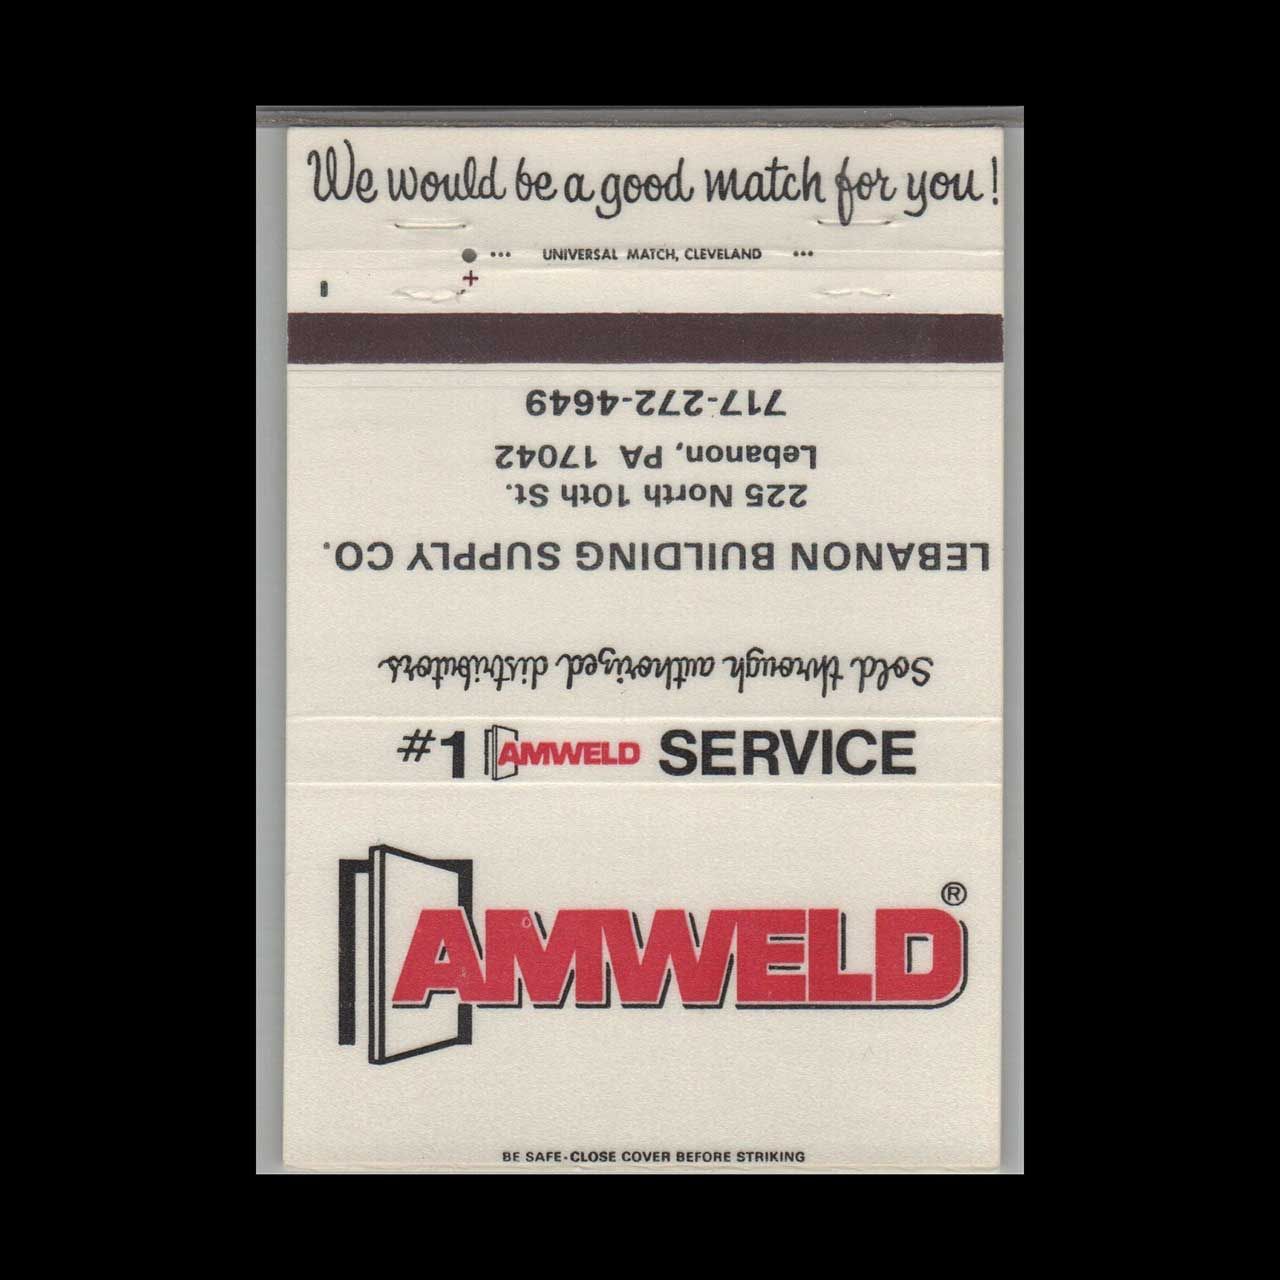 We would be a good match for you!
••• UNIVERSAL MATCH, CLEVELAND •••
Sold through authorized distributors
LEBANON BUILDING SUPPLY CO.
225 North 10th St.
Lebanon, PA 17042
717-272-4649
#1 AMWELD SERVICE
AMWELD®
BE SAFE-CLOSE COVER BEFORE STRIKING